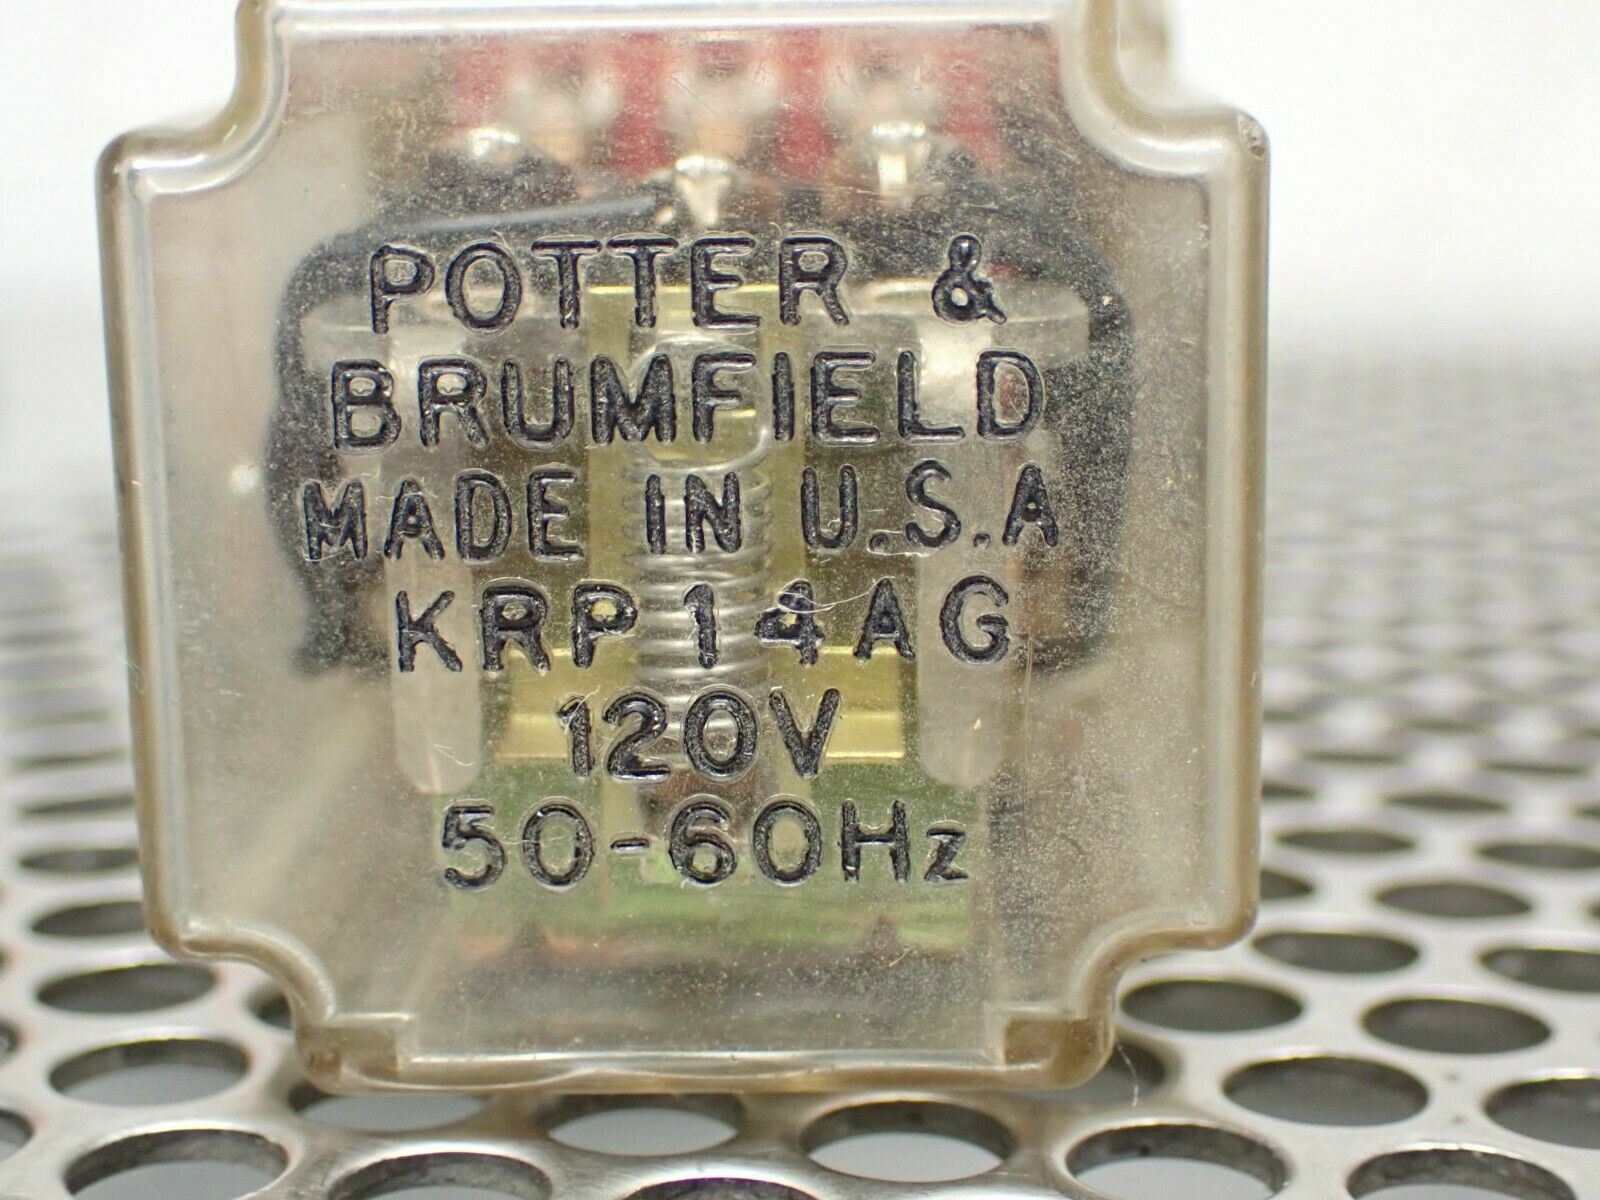 POTTER &
BRUMFIELD
MADE IN U.S.A
KRP14AG
120V
50-60Hz